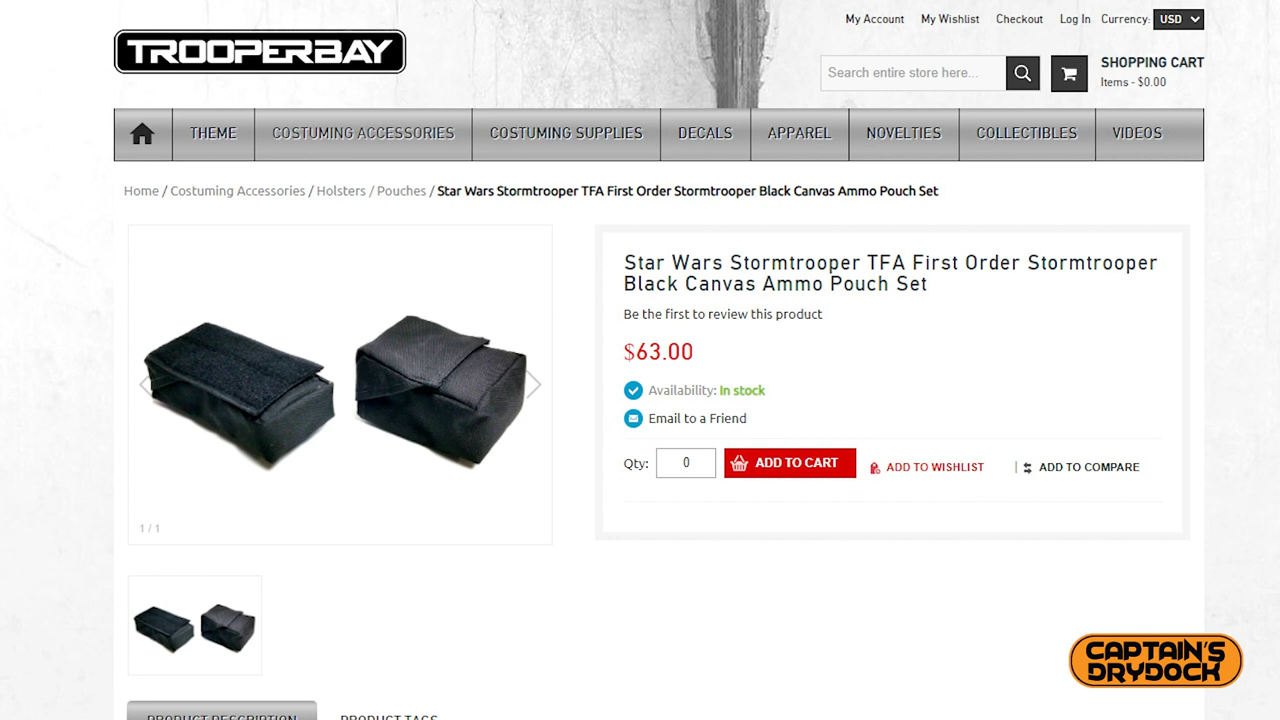 My Account My Wishlist Checkout Log In Currency: USD
TROOPERBAY
Search entire store here...
SHOPPING CART
Items - $0.00
THEME COSTUMING ACCESSORIES COSTUMING SUPPLIES DECALS APPAREL NOVELTIES COLLECTIBLES VIDEOS
Home / Costuming Accessories / Holsters / Pouches / Star Wars Stormtrooper TFA First Order Stormtrooper Black Canvas Ammo Pouch Set
Star Wars Stormtrooper TFA First Order Stormtrooper
Black Canvas Ammo Pouch Set
Be the first to review this product
$63.00
Availability: In stock
Email to a Friend
Qty: 0 ADD TO CART ADD TO WISHLIST | ADD TO COMPARE
1 / 1
CAPTAIN'S
DRYDOCK
PRODUCT DESCRIPTION PRODUCT TAGS